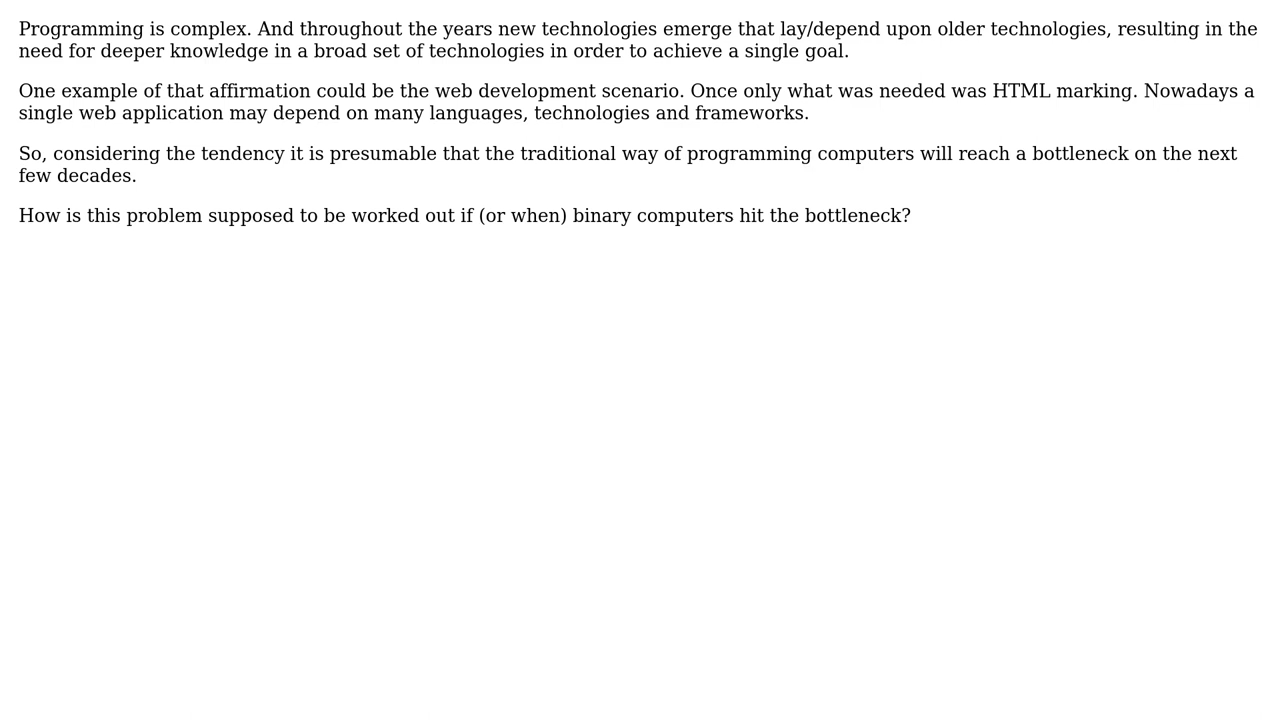 Programming is complex. And throughout the years new technologies emerge that lay/depend upon older technologies, resulting in the
need for deeper knowledge in a broad set of technologies in order to achieve a single goal.
One example of that affirmation could be the web development scenario. Once only what was needed was HTML marking. Nowadays a
single web application may depend on many languages, technologies and frameworks.
So, considering the tendency it is presumable that the traditional way of programming computers will reach a bottleneck on the next
few decades.
How is this problem supposed to be worked out if (or when) binary computers hit the bottleneck?